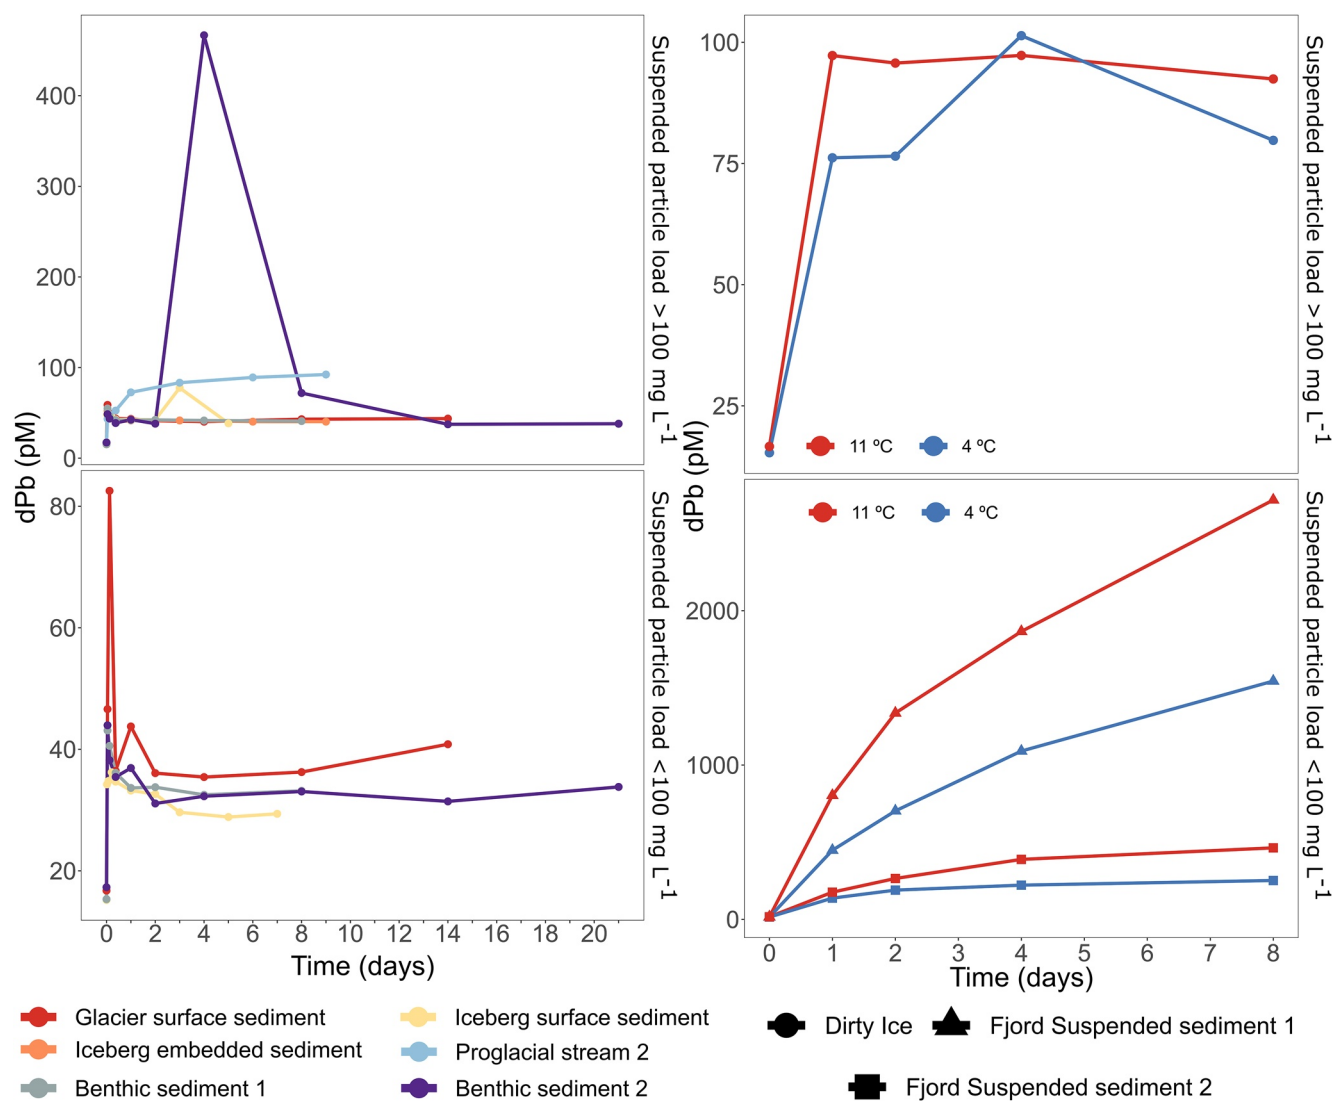 400
300
200
100
0
dPb (pM)
Suspended particle load >100 mg L-1
80
60
40
20
Suspended particle load <100 mg L-1
0 2 4 6 8 10 12 14 16 18 20
Time (days)
100
75
50
25
dPb (pM)
11 ºC 4 ºC
Suspended particle load >100 mg L-1
11 ºC 4 ºC
2000
1000
0
Suspended particle load <100 mg L-1
0 1 2 3 4 5 6 7 8
Time (days)
Glacier surface sediment
Iceberg surface sediment
Iceberg embedded sediment
Proglacial stream 2
Benthic sediment 1
Benthic sediment 2
Dirty Ice
Fjord Suspended sediment 1
Fjord Suspended sediment 2